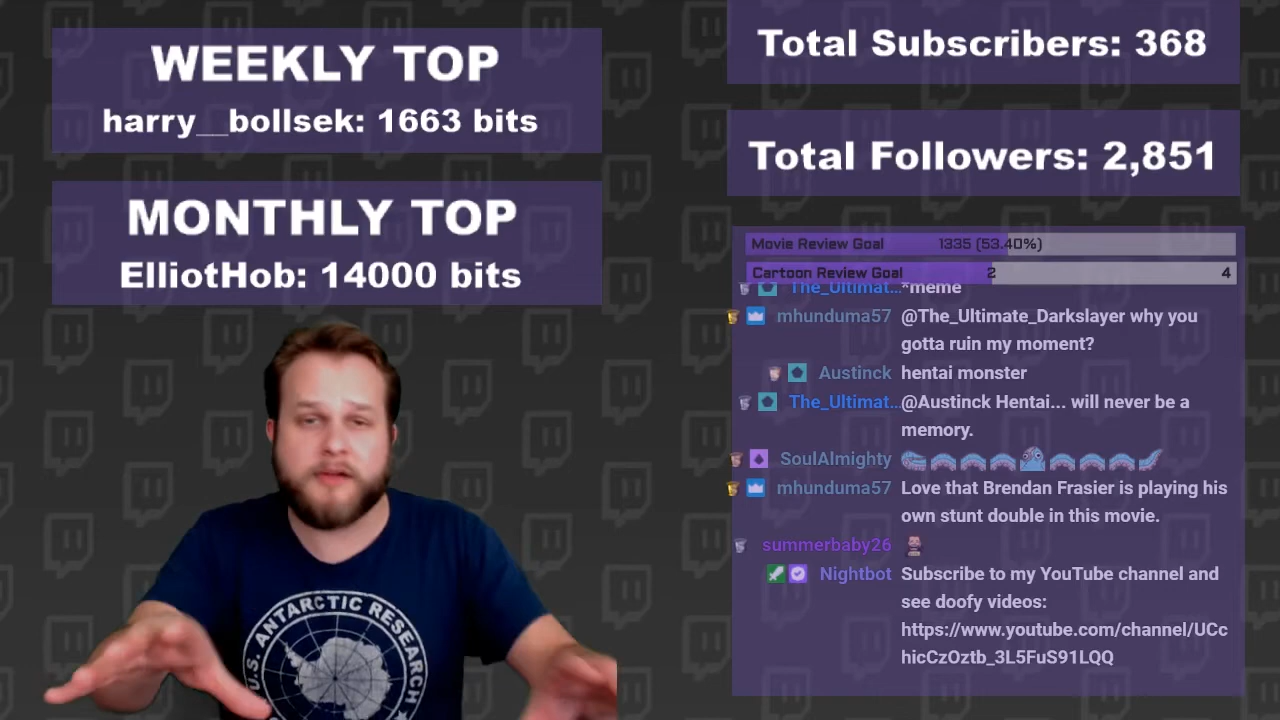 WEEKLY TOP
harry__bollsek: 1663 bits
MONTHLY TOP
ElliotHob: 14000 bits
Total Subscribers: 368
Total Followers: 2,851
Movie Review Goal 1335 (53.40%)
Cartoon Review Goal 2 4
The_Ultimat... *meme
mhunduma57 @The_Ultimate_Darkslayer why you
gotta ruin my moment?
Austinck hentai monster
The_Ultimat... @Austinck Hentai... will never be a
memory.
SoulAlmighty
mhunduma57 Love that Brendan Frasier is playing his
own stunt double in this movie.
summerbaby26
Nightbot Subscribe to my YouTube channel and
see doofy videos:
https://www.youtube.com/channel/UCc
hicCzOztb_3L5FuS91LQQ
U.S. ANTARCTIC RESEARCH